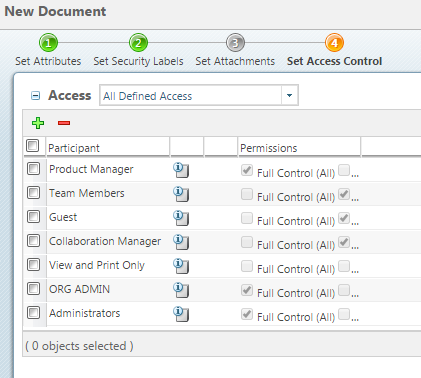 New Document
1 2 3 4
Set Attributes Set Security Labels Set Attachments Set Access Control
Access All Defined Access
Participant Permissions
Product Manager Full Control (All) ...
Team Members Full Control (All) ...
Guest Full Control (All) ...
Collaboration Manager Full Control (All) ...
View and Print Only Full Control (All) ...
ORG ADMIN Full Control (All) ...
Administrators Full Control (All) ...
( 0 objects selected )